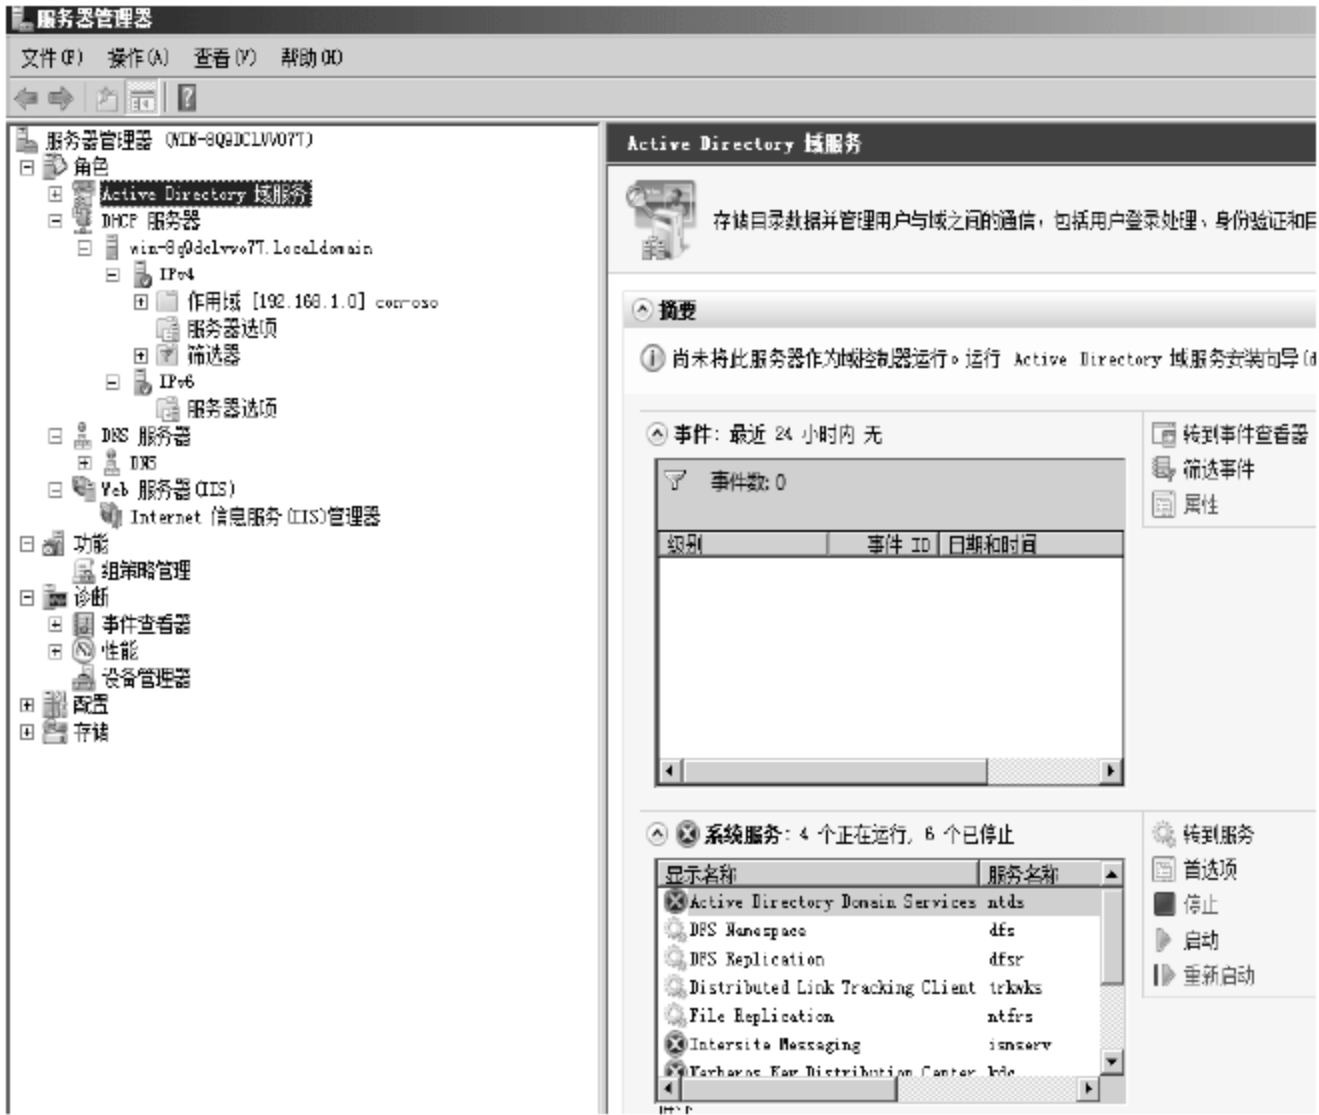 服务器管理器
文件(F) 操作(A) 查看(V) 帮助(H)
服务器管理器 (WIN-8Q9DCLVVO7T)
角色
Active Directory 域服务
DHCP 服务器
win-8q9dclvvo7T.localdomain
IPv4
作用域 [192.168.1.0]
服务器选项
筛选器
IPv6
服务器选项
DNS 服务器
DNS
Web 服务器(IIS)
Internet 信息服务(IIS)管理器
功能
组策略管理
诊断
事件查看器
性能
设备管理器
配置
存储
Active Directory 域服务
存储目录数据并管理用户与域之间的通信，包括用户登录处理、身份验证和目
摘要
尚未将此服务器作为域控制器运行。运行 Active Directory 域服务安装向导(d
事件: 最近 24 小时内 无
事件数: 0
级别 事件 ID 日期和时间
转到事件查看器
筛选事件
属性
系统服务: 4 个正在运行, 6 个已停止
显示名称 服务名称
Active Directory Domain Services ntds
DFS Namespace dfs
DFS Replication dfsr
Distributed Link Tracking Client trkwks
File Replication ntfrs
Intersite Messaging ismserv
Kerberos Key Distribution Center kdc
转到服务
首选项
停止
启动
重新启动